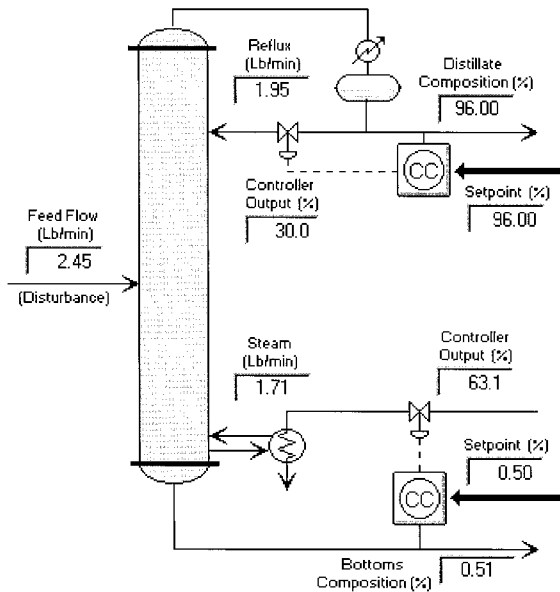 Reflux
(Lb/min)
1.95
Distillate
Composition (%)
96.00
CC
Controller
Output (%)
30.0
Setpoint (%)
96.00
Feed Flow
(Lb/min)
2.45
(Disturbance)
Steam
(Lb/min)
1.71
Controller
Output (%)
63.1
Setpoint (%)
0.50
CC
Bottoms
Composition (%)
0.51